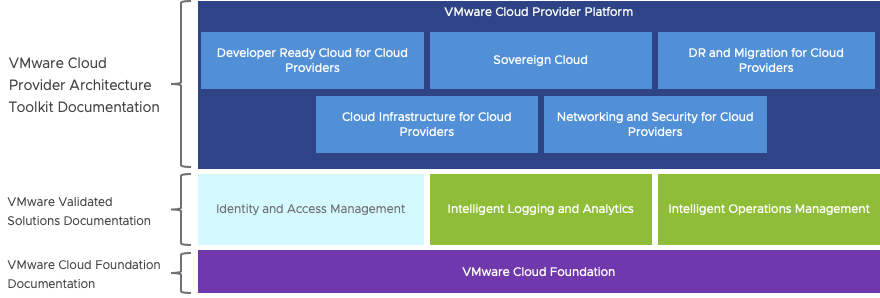 VMware Cloud Provider Platform
VMware Cloud
Provider Architecture
Toolkit Documentation
Developer Ready Cloud for Cloud
Providers
Sovereign Cloud
DR and Migration for Cloud
Providers
Cloud Infrastructure for Cloud
Providers
Networking and Security for Cloud
Providers
VMware Validated
Solutions Documentation
Identity and Access Management
Intelligent Logging and Analytics
Intelligent Operations Management
VMware Cloud Foundation
Documentation
VMware Cloud Foundation